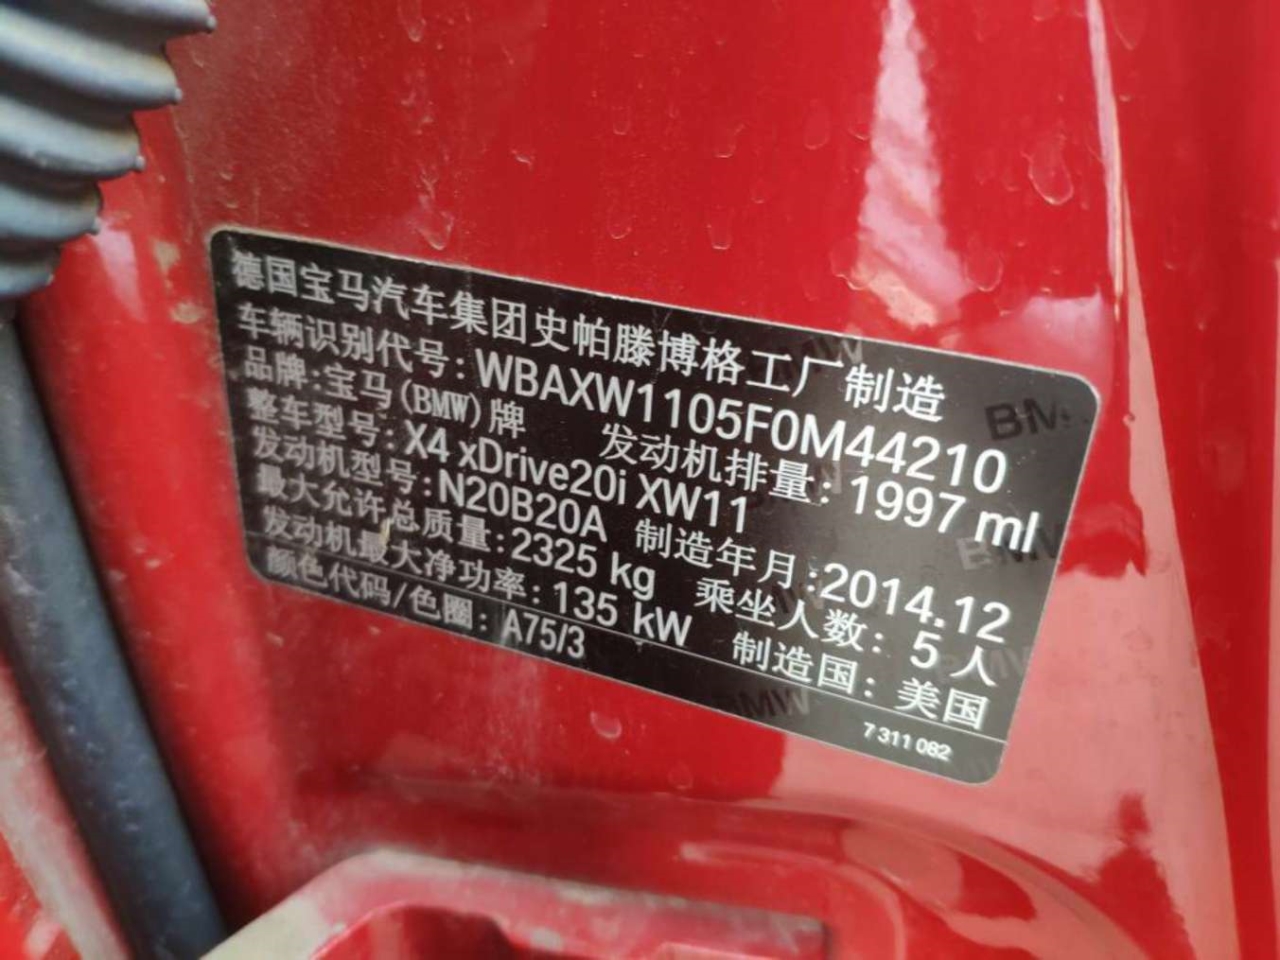 德国宝马汽车集团史帕滕博格工厂制造
车辆识别代号: WBAXW1105F0M44210
品牌: 宝马(BMW)牌 发动机排量: 1997 ml
整车型号: X4 xDrive20i XW11
发动机型号: N20B20A 制造年月: 2014.12
最大允许总质量: 2325 kg 乘坐人数: 5 人
发动机最大净功率: 135 kW 制造国: 美国
颜色代码/色圈: A75/3
7 311 082